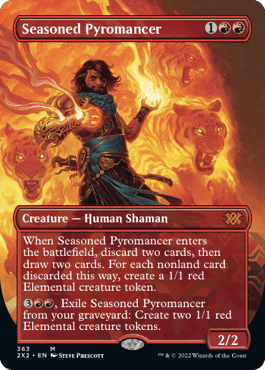 Seasoned Pyromancer 1
Creature — Human Shaman
When Seasoned Pyromancer enters
the battlefield, discard two cards, then
draw two cards. For each nonland card
discarded this way, create a 1/1 red
Elemental creature token.
3, Exile Seasoned Pyromancer
from your graveyard: Create two 1/1 red
Elemental creature tokens.
2/2
363 M
2X2 • EN Steve Prescott
™ & © 2022 Wizards of the Coast